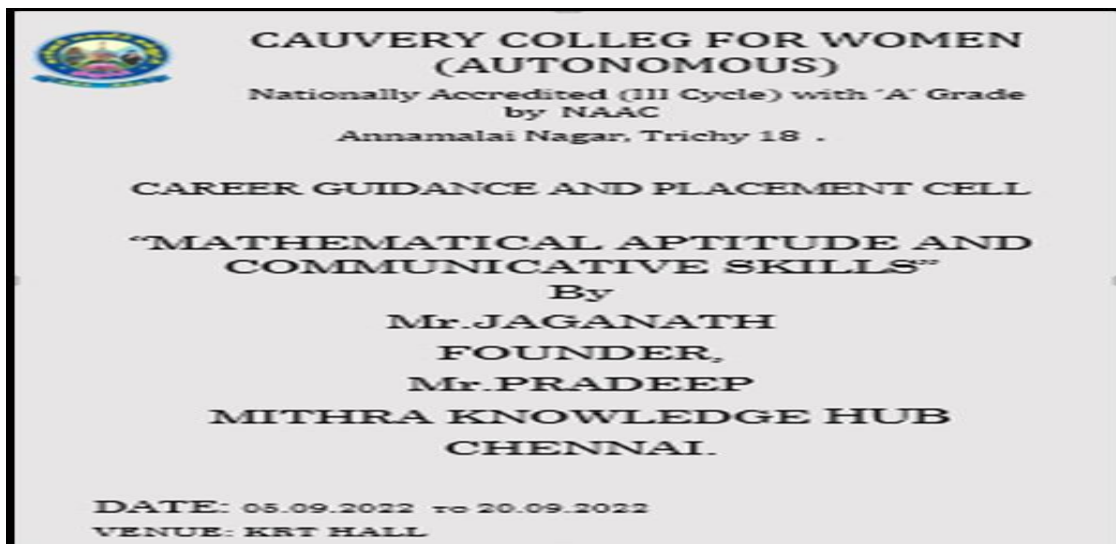 CAUVERY COLLEG FOR WOMEN
(AUTONOMOUS)
Nationally Accredited (III Cycle) with 'A' Grade
by NAAC
Annamalai Nagar, Trichy 18 .
CAREER GUIDANCE AND PLACEMENT CELL
“MATHEMATICAL APTITUDE AND
COMMUNICATIVE SKILLS”
By
Mr.JAGANATH
FOUNDER,
Mr.PRADEEP
MITHRA KNOWLEDGE HUB
CHENNAI.
DATE: 05.09.2022 To 20.09.2022
VENUE: KRT HALL